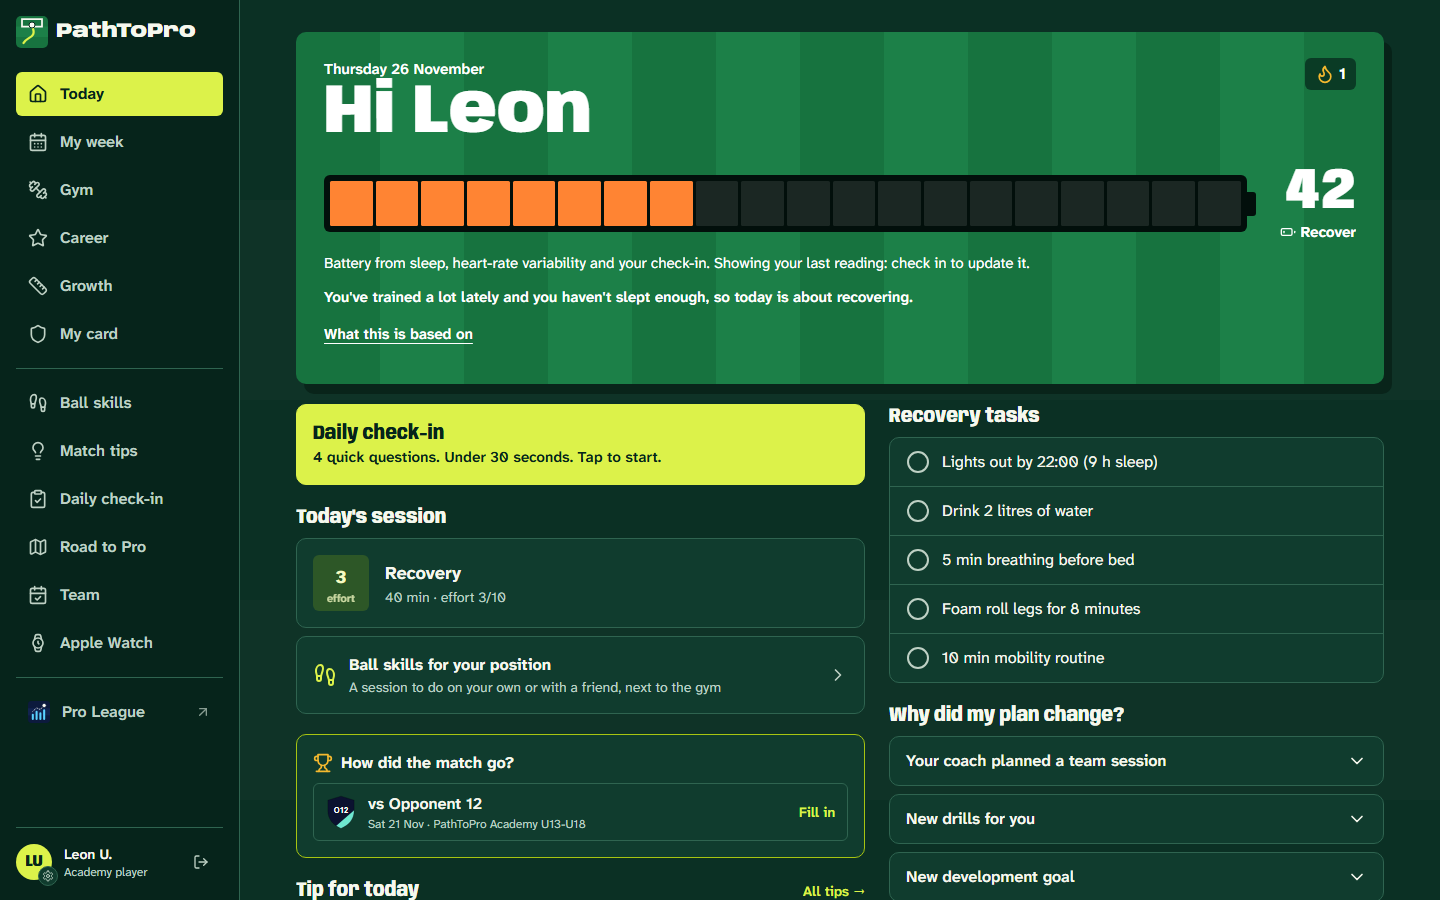 PathToPro
Today
My week
Gym
Career
Growth
My card
Ball skills
Match tips
Daily check-in
Road to Pro
Team
Apple Watch
Pro League
LU
Leon U.
Academy player
Thursday 26 November
1
Hi Leon
42
Recover
Battery from sleep, heart-rate variability and your check-in. Showing your last reading: check in to update it.
You've trained a lot lately and you haven't slept enough, so today is about recovering.
What this is based on
Daily check-in
4 quick questions. Under 30 seconds. Tap to start.
Today's session
3
effort
Recovery
40 min · effort 3/10
Ball skills for your position
A session to do on your own or with a friend, next to the gym
How did the match go?
O12
vs Opponent 12
Sat 21 Nov · PathToPro Academy U13-U18
Fill in
Tip for today
All tips →
Recovery tasks
Lights out by 22:00 (9 h sleep)
Drink 2 litres of water
5 min breathing before bed
Foam roll legs for 8 minutes
10 min mobility routine
Why did my plan change?
Your coach planned a team session
New drills for you
New development goal